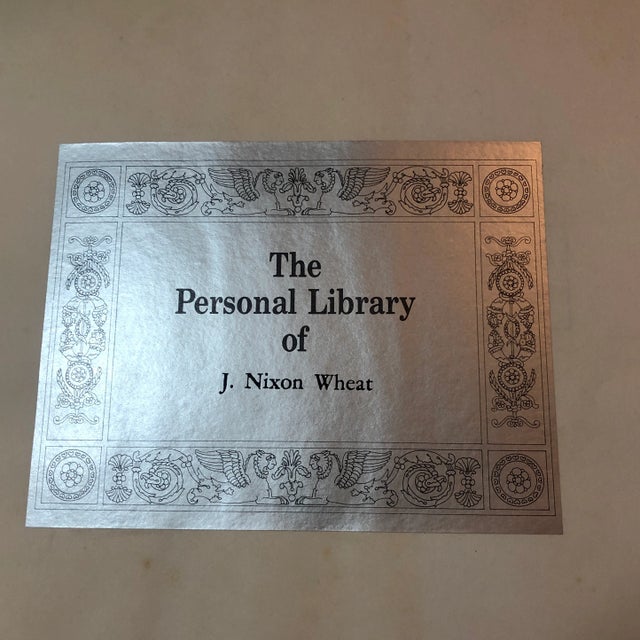 The
Personal Library
of
J. Nixon Wheat